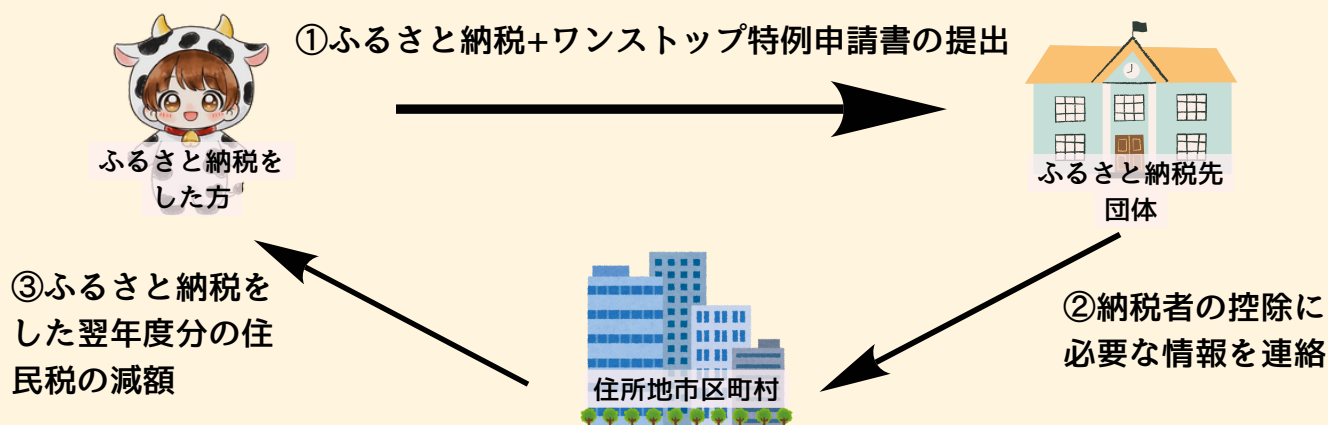 ①ふるさと納税+ワンストップ特例申請書の提出
ふるさと納税を
した方
ふるさと納税先
団体
②納税者の控除に
必要な情報を連絡
住所地市区町村
③ふるさと納税を
した翌年度分の住
民税の減額